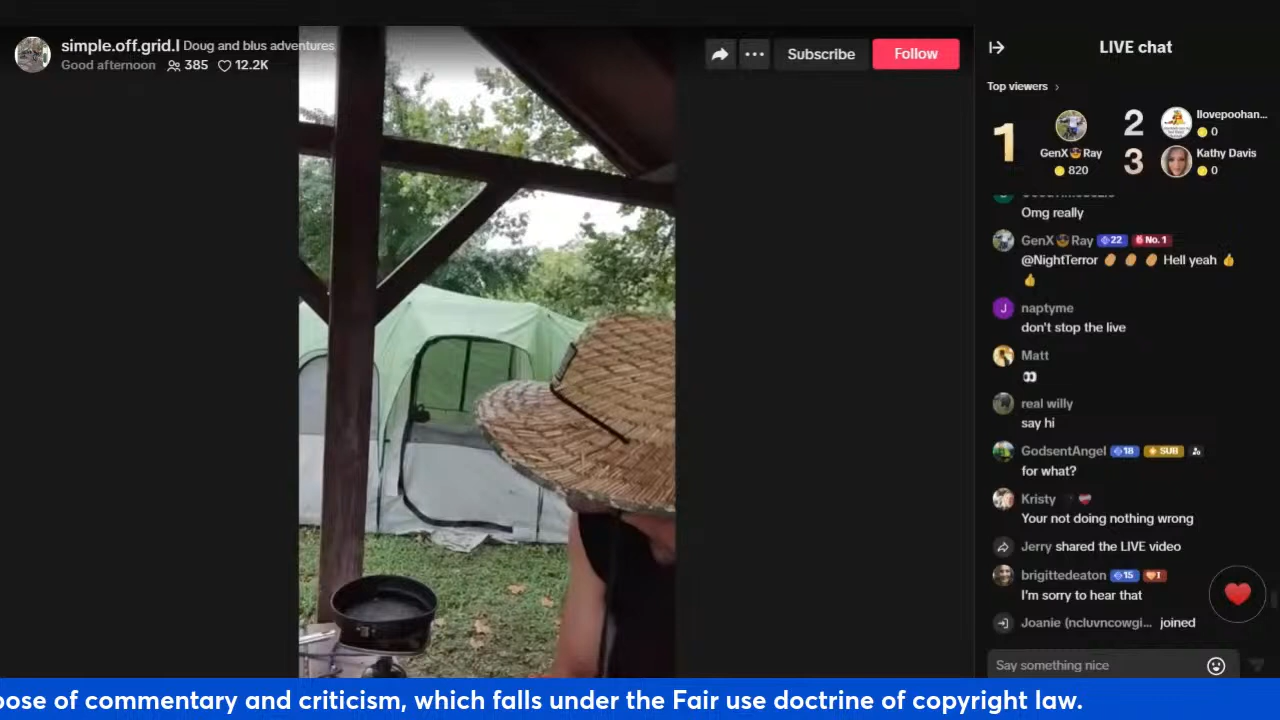 simple.off.grid.l Doug and blus adventures
Good afternoon 385 12.2K
Subscribe
Follow
LIVE chat
Top viewers
1
GenX Ray
820
2
Ilovepoohan...
0
3
Kathy Davis
0
Omg really
GenX Ray 22 No. 1
@NightTerror Hell yeah
J naptyme
don't stop the live
Matt
real willy
say hi
GodsentAngel 18 SUB
for what?
Kristy
Your not doing nothing wrong
Jerry shared the LIVE video
brigittedeaton 15 I
I'm sorry to hear that
Joanie (ncluvncowgi... joined
Say something nice
pose of commentary and criticism, which falls under the Fair use doctrine of copyright law.